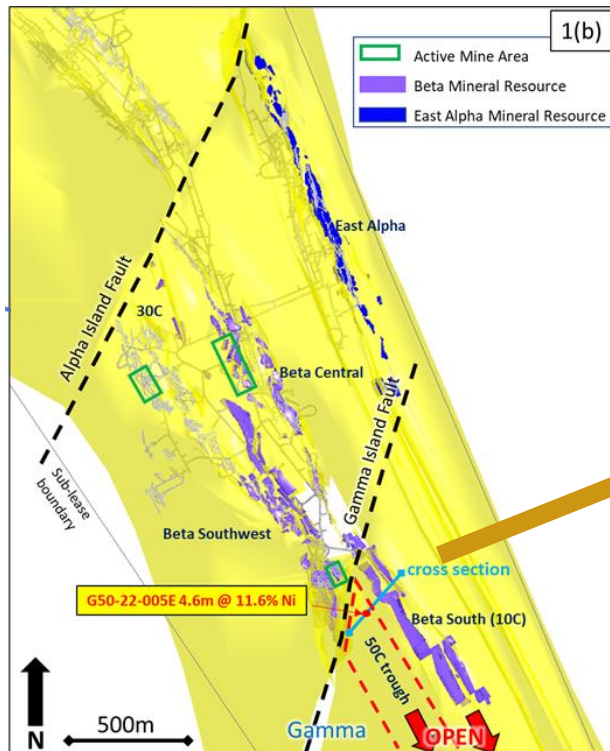 1(b)
Active Mine Area
Beta Mineral Resource
East Alpha Mineral Resource
East Alpha
Alpha Island Fault
30C
Beta Central
Gamma Island Fault
Sub-lease
boundary
Beta Southwest
cross section
G50-22-005E 4.6m @ 11.6% Ni
Beta South (10C)
50C trough
N
500m
Gamma
OPEN